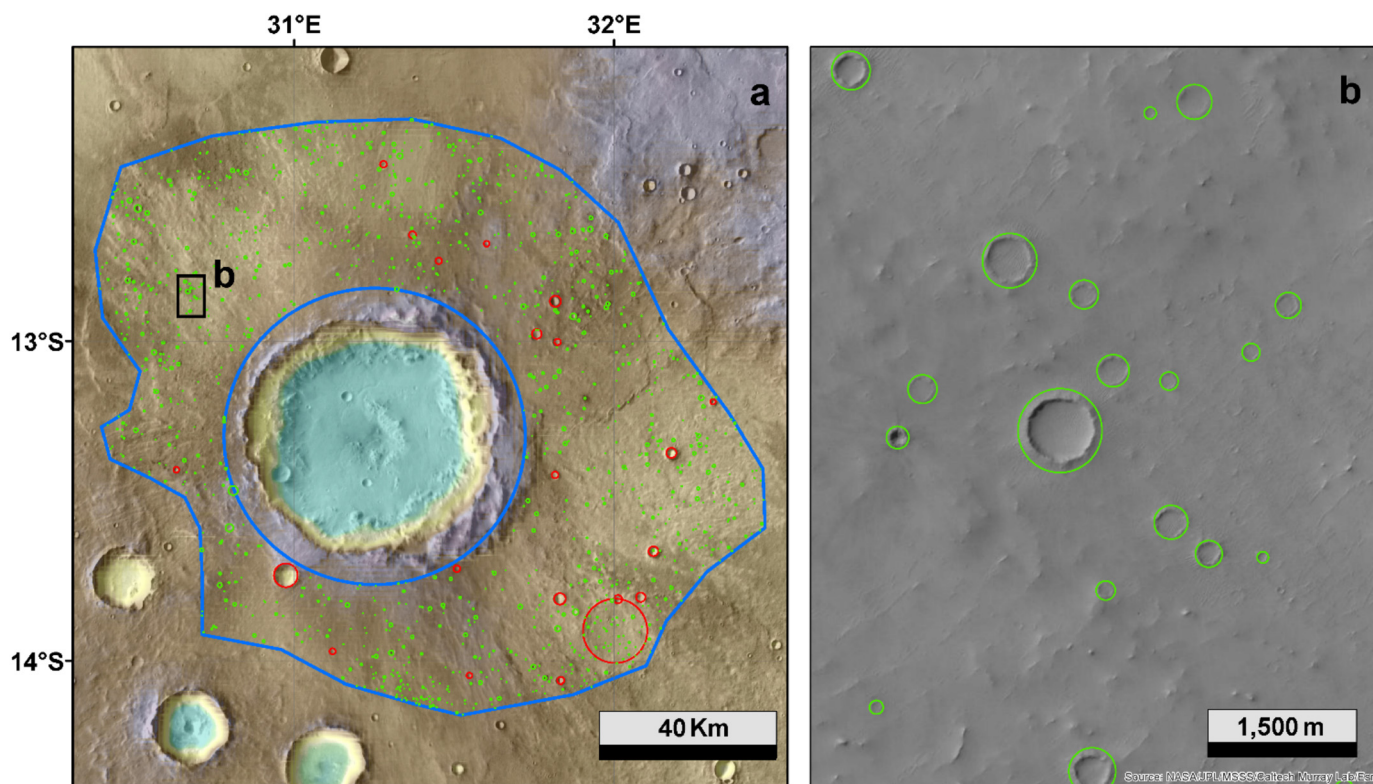 31°E 32°E
a
b
b
13°S
14°S
40 Km
1,500 m
Source: NASA/JPL/MSSS/Caltech Murray Lab/Esri